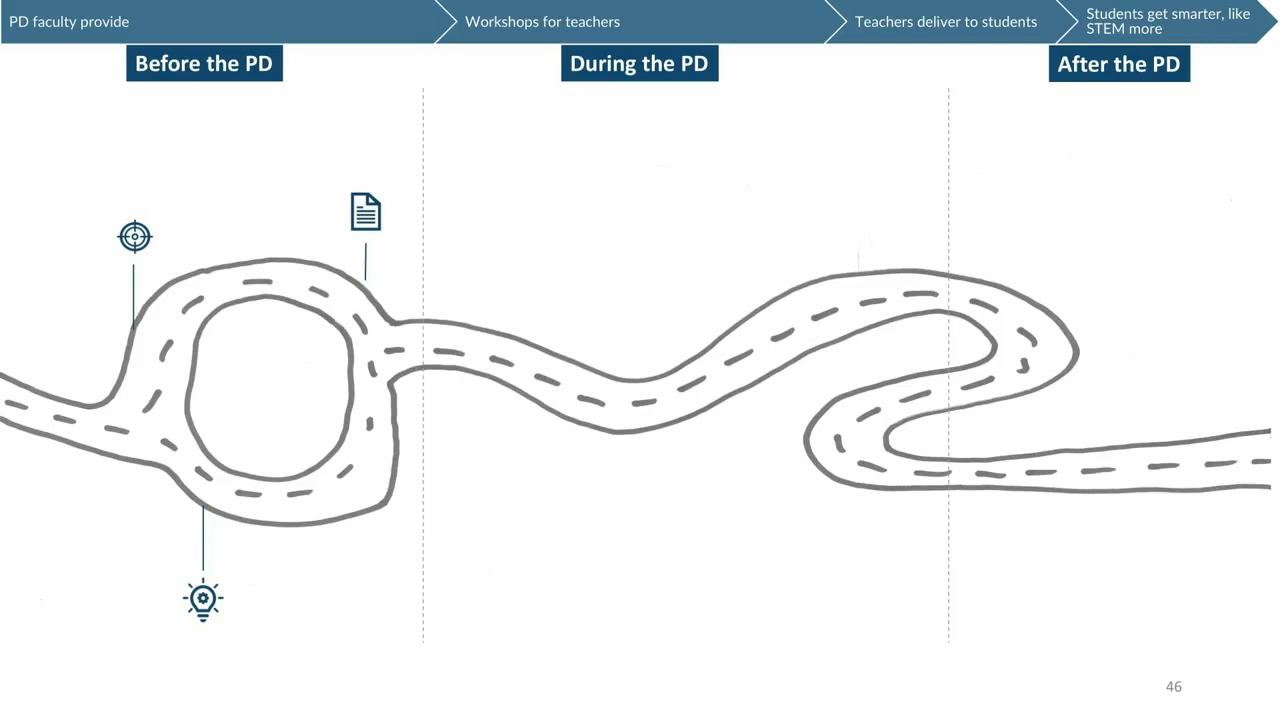 PD faculty provide
Workshops for teachers
Teachers deliver to students
Students get smarter, like
STEM more
Before the PD
During the PD
After the PD
46